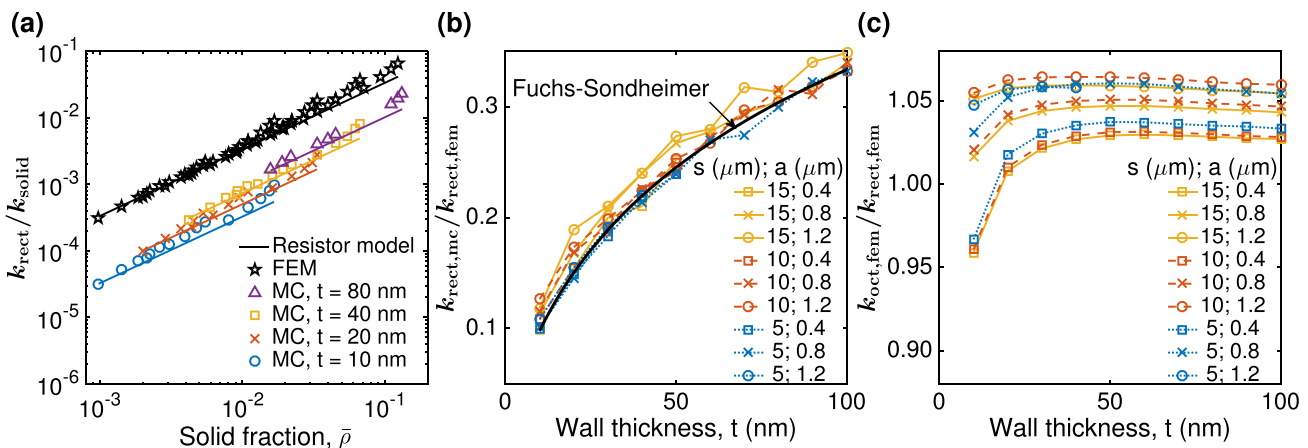 (a)
k_rect/k_solid
10^-1
10^-2
10^-3
10^-4
10^-5
10^-6
Resistor model
FEM
MC, t = 80 nm
MC, t = 40 nm
MC, t = 20 nm
MC, t = 10 nm
10^-3
10^-2
10^-1
Solid fraction, ρ̄
(b)
k_rect,mc/k_rect,fem
0.3
0.2
0.1
Fuchs-Sondheimer
s (μm); a (μm)
15; 0.4
15; 0.8
15; 1.2
10; 0.4
10; 0.8
10; 1.2
5; 0.4
5; 0.8
5; 1.2
0
50
100
Wall thickness, t (nm)
(c)
k_oct,fem/k_rect,fem
1.05
1.00
0.95
0.90
s (μm); a (μm)
15; 0.4
15; 0.8
15; 1.2
10; 0.4
10; 0.8
10; 1.2
5; 0.4
5; 0.8
5; 1.2
0
50
100
Wall thickness, t (nm)